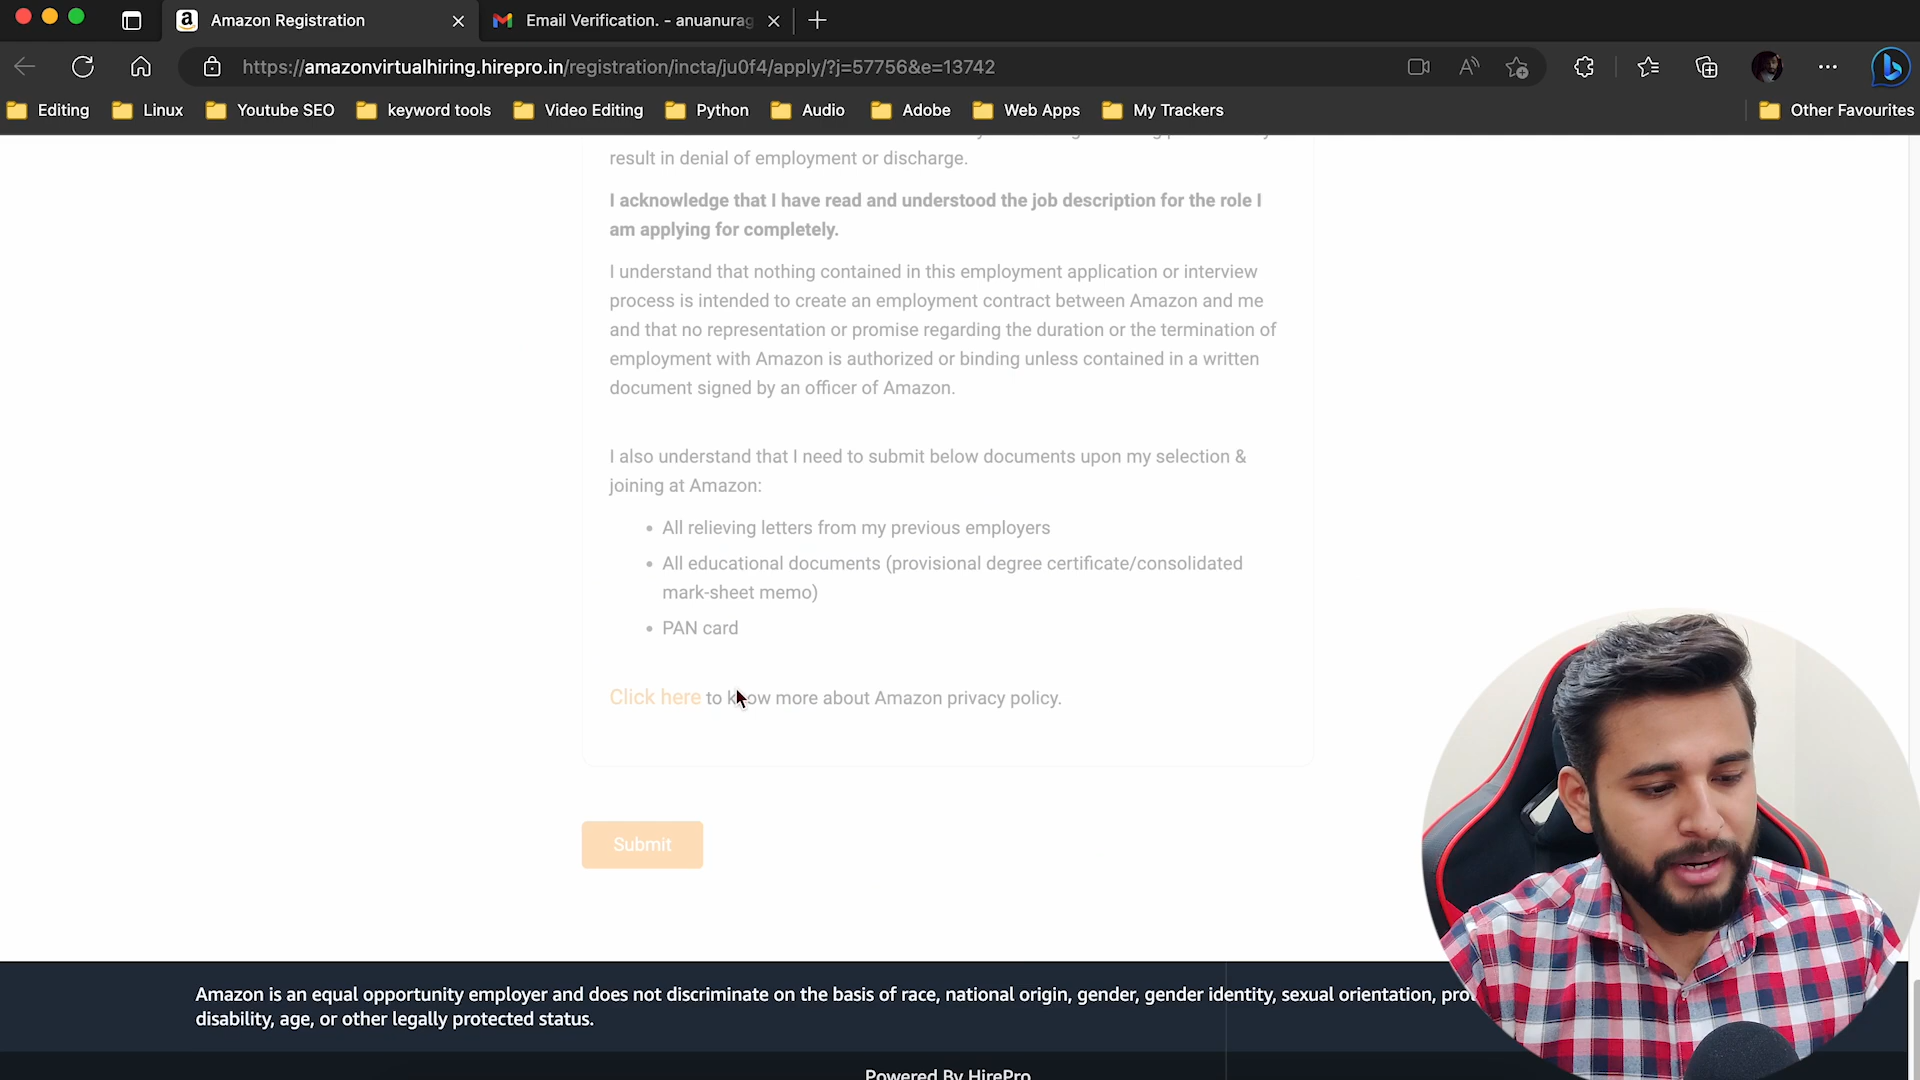 Amazon Registration
Email Verification. - anuanurag
https://amazonvirtualhiring.hirepro.in/registration/incta/ju0f4/apply/?j=57756&e=13742
Editing Linux Youtube SEO keyword tools Video Editing Python Audio Adobe Web Apps My Trackers Other Favourites
result in denial of employment or discharge.
I acknowledge that I have read and understood the job description for the role I
am applying for completely.
I understand that nothing contained in this employment application or interview
process is intended to create an employment contract between Amazon and me
and that no representation or promise regarding the duration or the termination of
employment with Amazon is authorized or binding unless contained in a written
document signed by an officer of Amazon.
I also understand that I need to submit below documents upon my selection &
joining at Amazon:
• All relieving letters from my previous employers
• All educational documents (provisional degree certificate/consolidated
mark-sheet memo)
• PAN card
Click here to know more about Amazon privacy policy.
Submit
Amazon is an equal opportunity employer and does not discriminate on the basis of race, national origin, gender, gender identity, sexual orientation,
disability, age, or other legally protected status.
Powered By HirePro